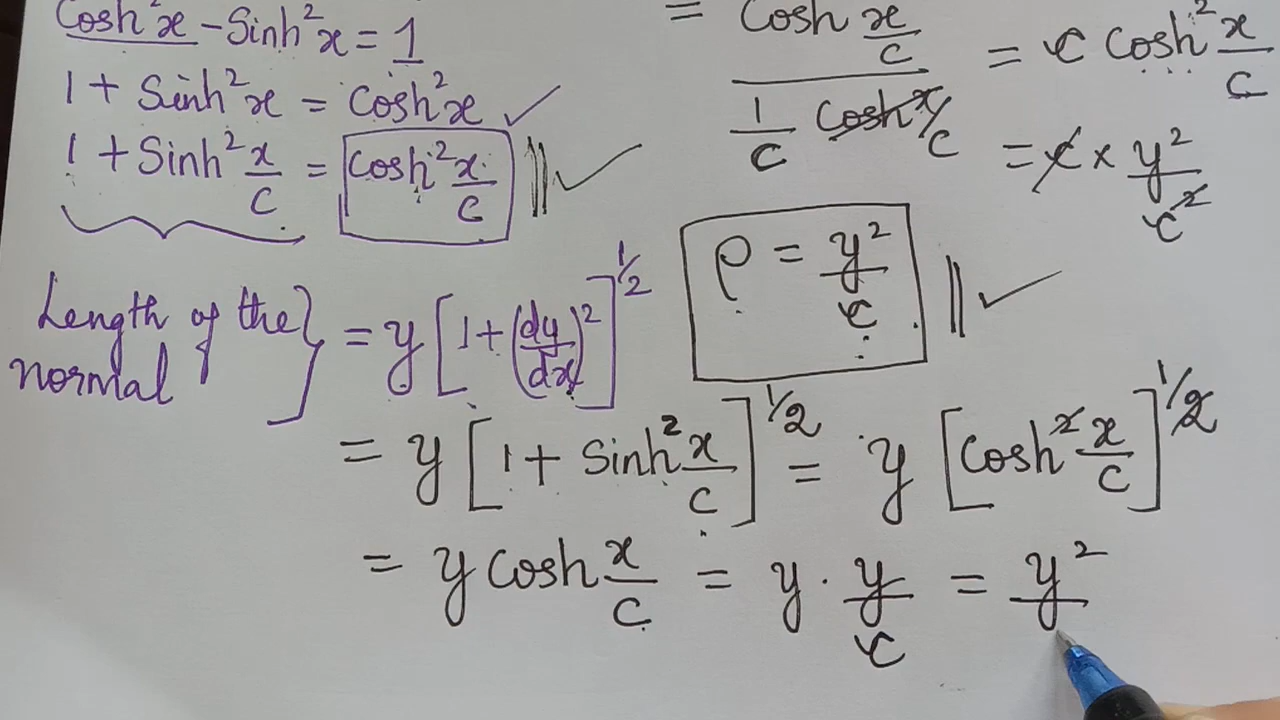 Cosh²x - Sinh²x = 1
1 + Sinh²x = Cosh²x ✓
1 + Sinh² x/c = Cosh² x/c ✓
= Cosh x/c / 1/c Cosh x/c = c Cosh² x/c
= c × y²/c²
ρ = y²/c ✓
Length of the normal } = y [1 + (dy/dx)²]^1/2
= y [1 + Sinh² x/c]^1/2 = y [Cosh² x/c]^1/2
= y Cosh x/c = y · y/c = y²/